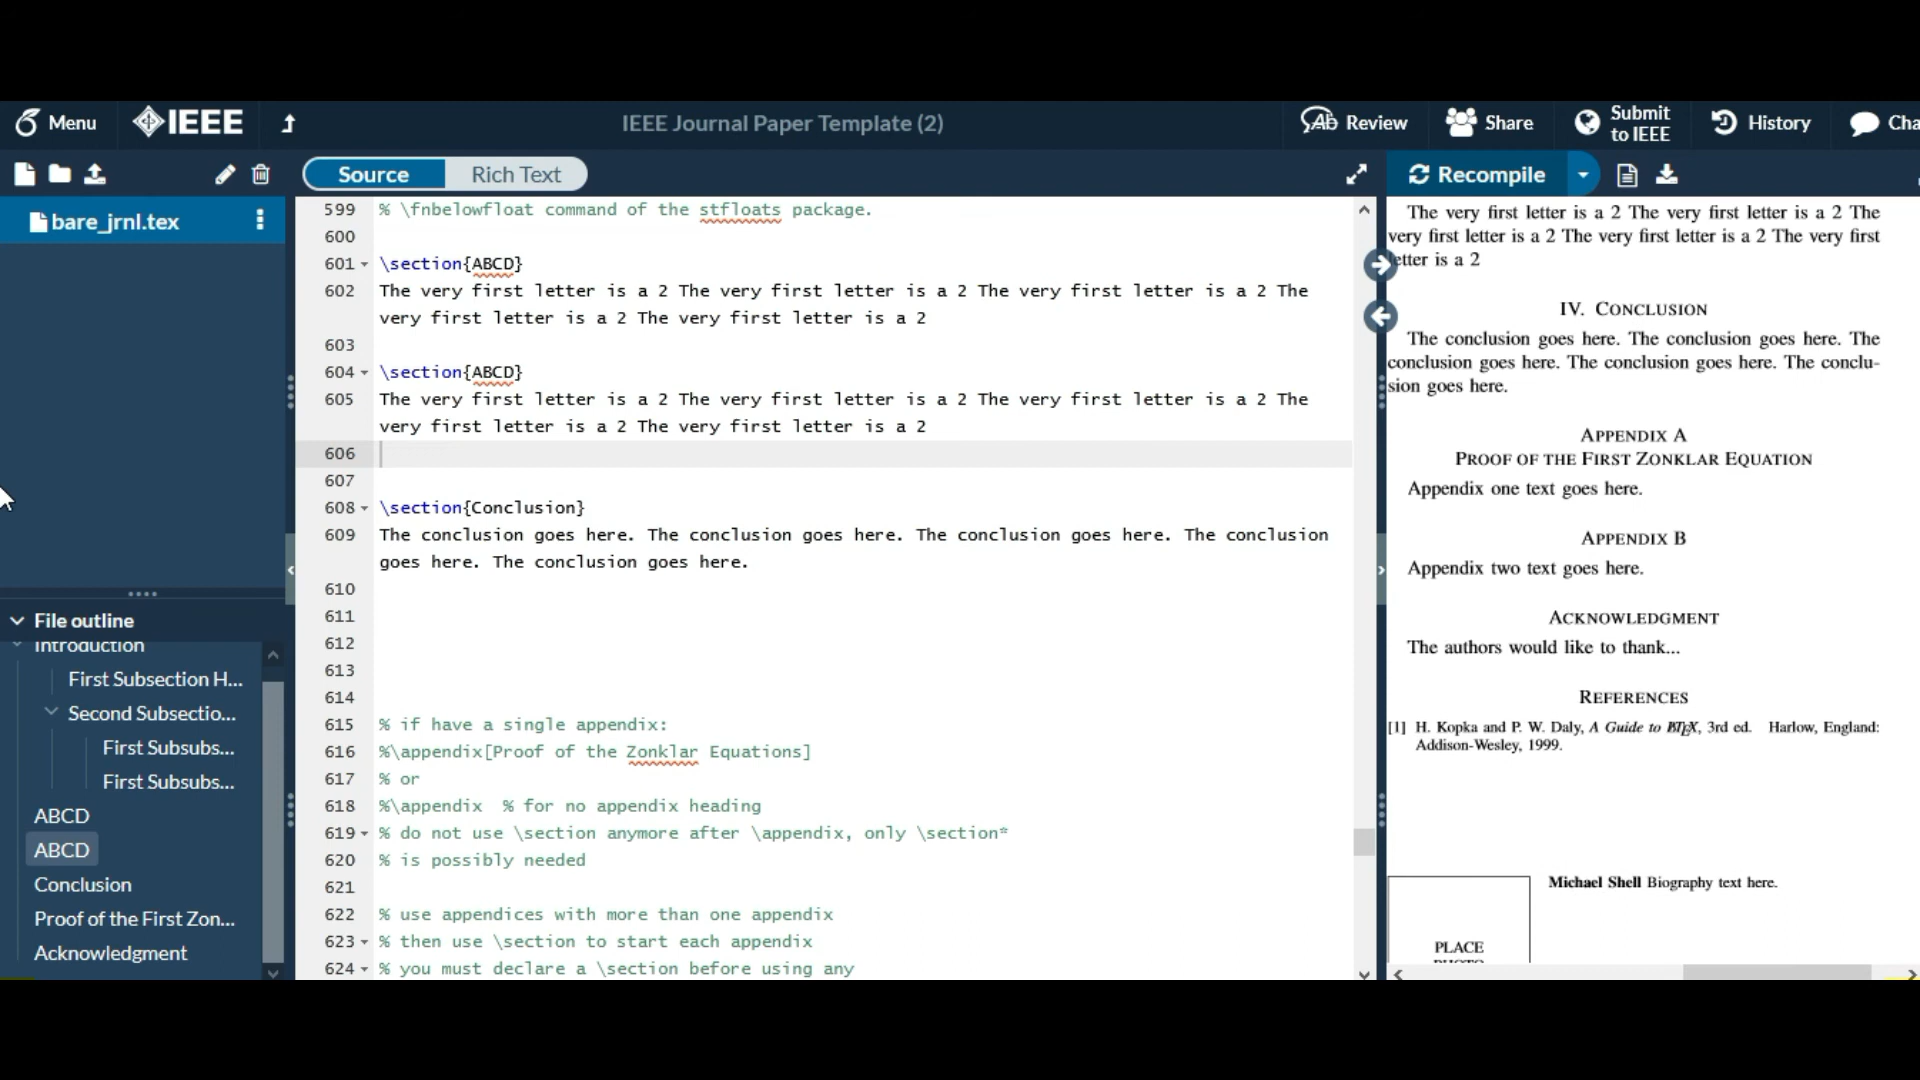 Menu
IEEE
IEEE Journal Paper Template (2)
Review
Share
Submit
to IEEE
History
Cha
Source
Rich Text
Recompile
bare_jrnl.tex
File outline
Introduction
First Subsection H...
Second Subsectio...
First Subsubs...
First Subsubs...
ABCD
ABCD
Conclusion
Proof of the First Zon...
Acknowledgment
599 % \fnbelowfloat command of the stfloats package.
600
601 \section{ABCD}
602 The very first letter is a 2 The very first letter is a 2 The very first letter is a 2 The
very first letter is a 2 The very first letter is a 2
603
604 \section{ABCD}
605 The very first letter is a 2 The very first letter is a 2 The very first letter is a 2 The
very first letter is a 2 The very first letter is a 2
606
607
608 \section{Conclusion}
609 The conclusion goes here. The conclusion goes here. The conclusion goes here. The conclusion
goes here. The conclusion goes here.
610
611
612
613
614
615 % if have a single appendix:
616 %\appendix[Proof of the Zonklar Equations]
617 % or
618 %\appendix  % for no appendix heading
619 % do not use \section anymore after \appendix, only \section*
620 % is possibly needed
621
622 % use appendices with more than one appendix
623 % then use \section to start each appendix
624 % you must declare a \section before using any
The very first letter is a 2 The very first letter is a 2 The
very first letter is a 2 The very first letter is a 2 The very first
etter is a 2
IV. Conclusion
The conclusion goes here. The conclusion goes here. The
conclusion goes here. The conclusion goes here. The conclu-
sion goes here.
Appendix A
Proof of the First Zonklar Equation
Appendix one text goes here.
Appendix B
Appendix two text goes here.
Acknowledgment
The authors would like to thank...
References
[1] H. Kopka and P. W. Daly, A Guide to LATEX, 3rd ed. Harlow, England:
Addison-Wesley, 1999.
Michael Shell Biography text here.
PLACE